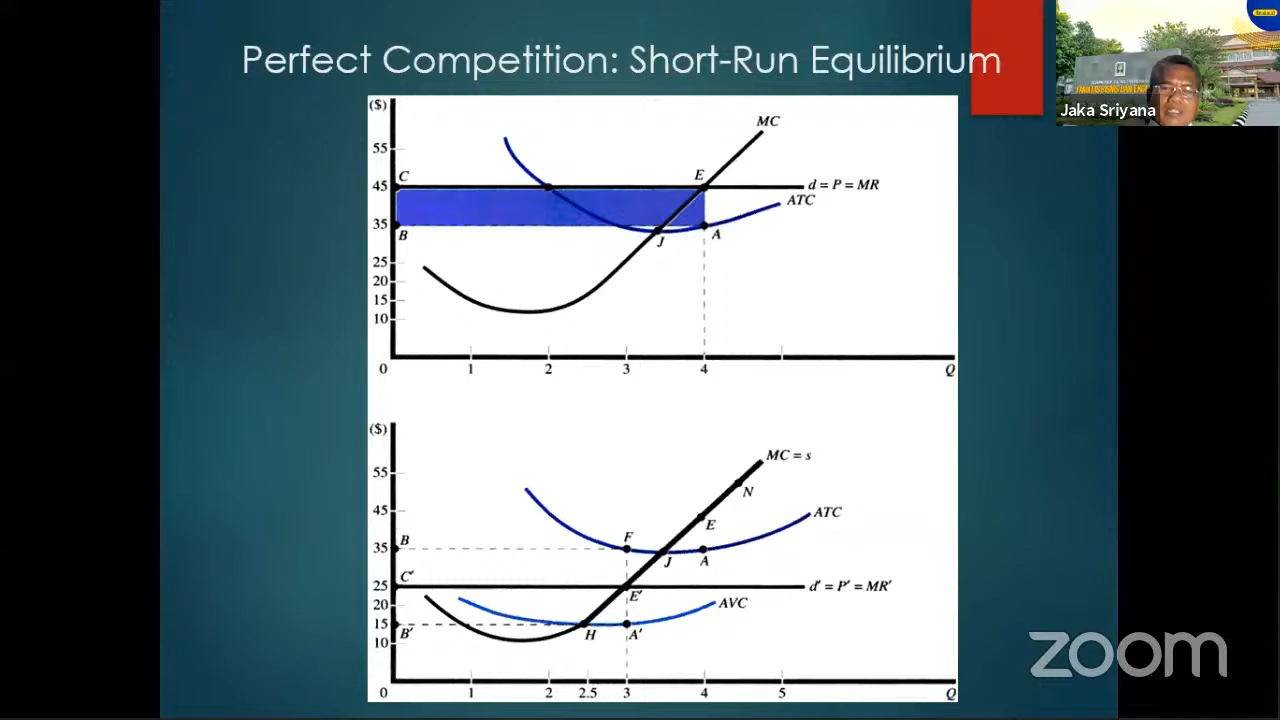 Perfect Competition: Short-Run Equilibrium
Jaka Sriyana
($)
MC
55
C
E
45
d = P = MR
ATC
35
B
J
A
25
20
15
10
0
1
2
3
4
5
Q
($)
MC = s
55
N
45
E
ATC
B
F
35
J
A
C'
25
d' = P' = MR'
E'
20
AVC
15
B'
H
A'
10
0
1
2
2.5
3
4
5
Q
zoom